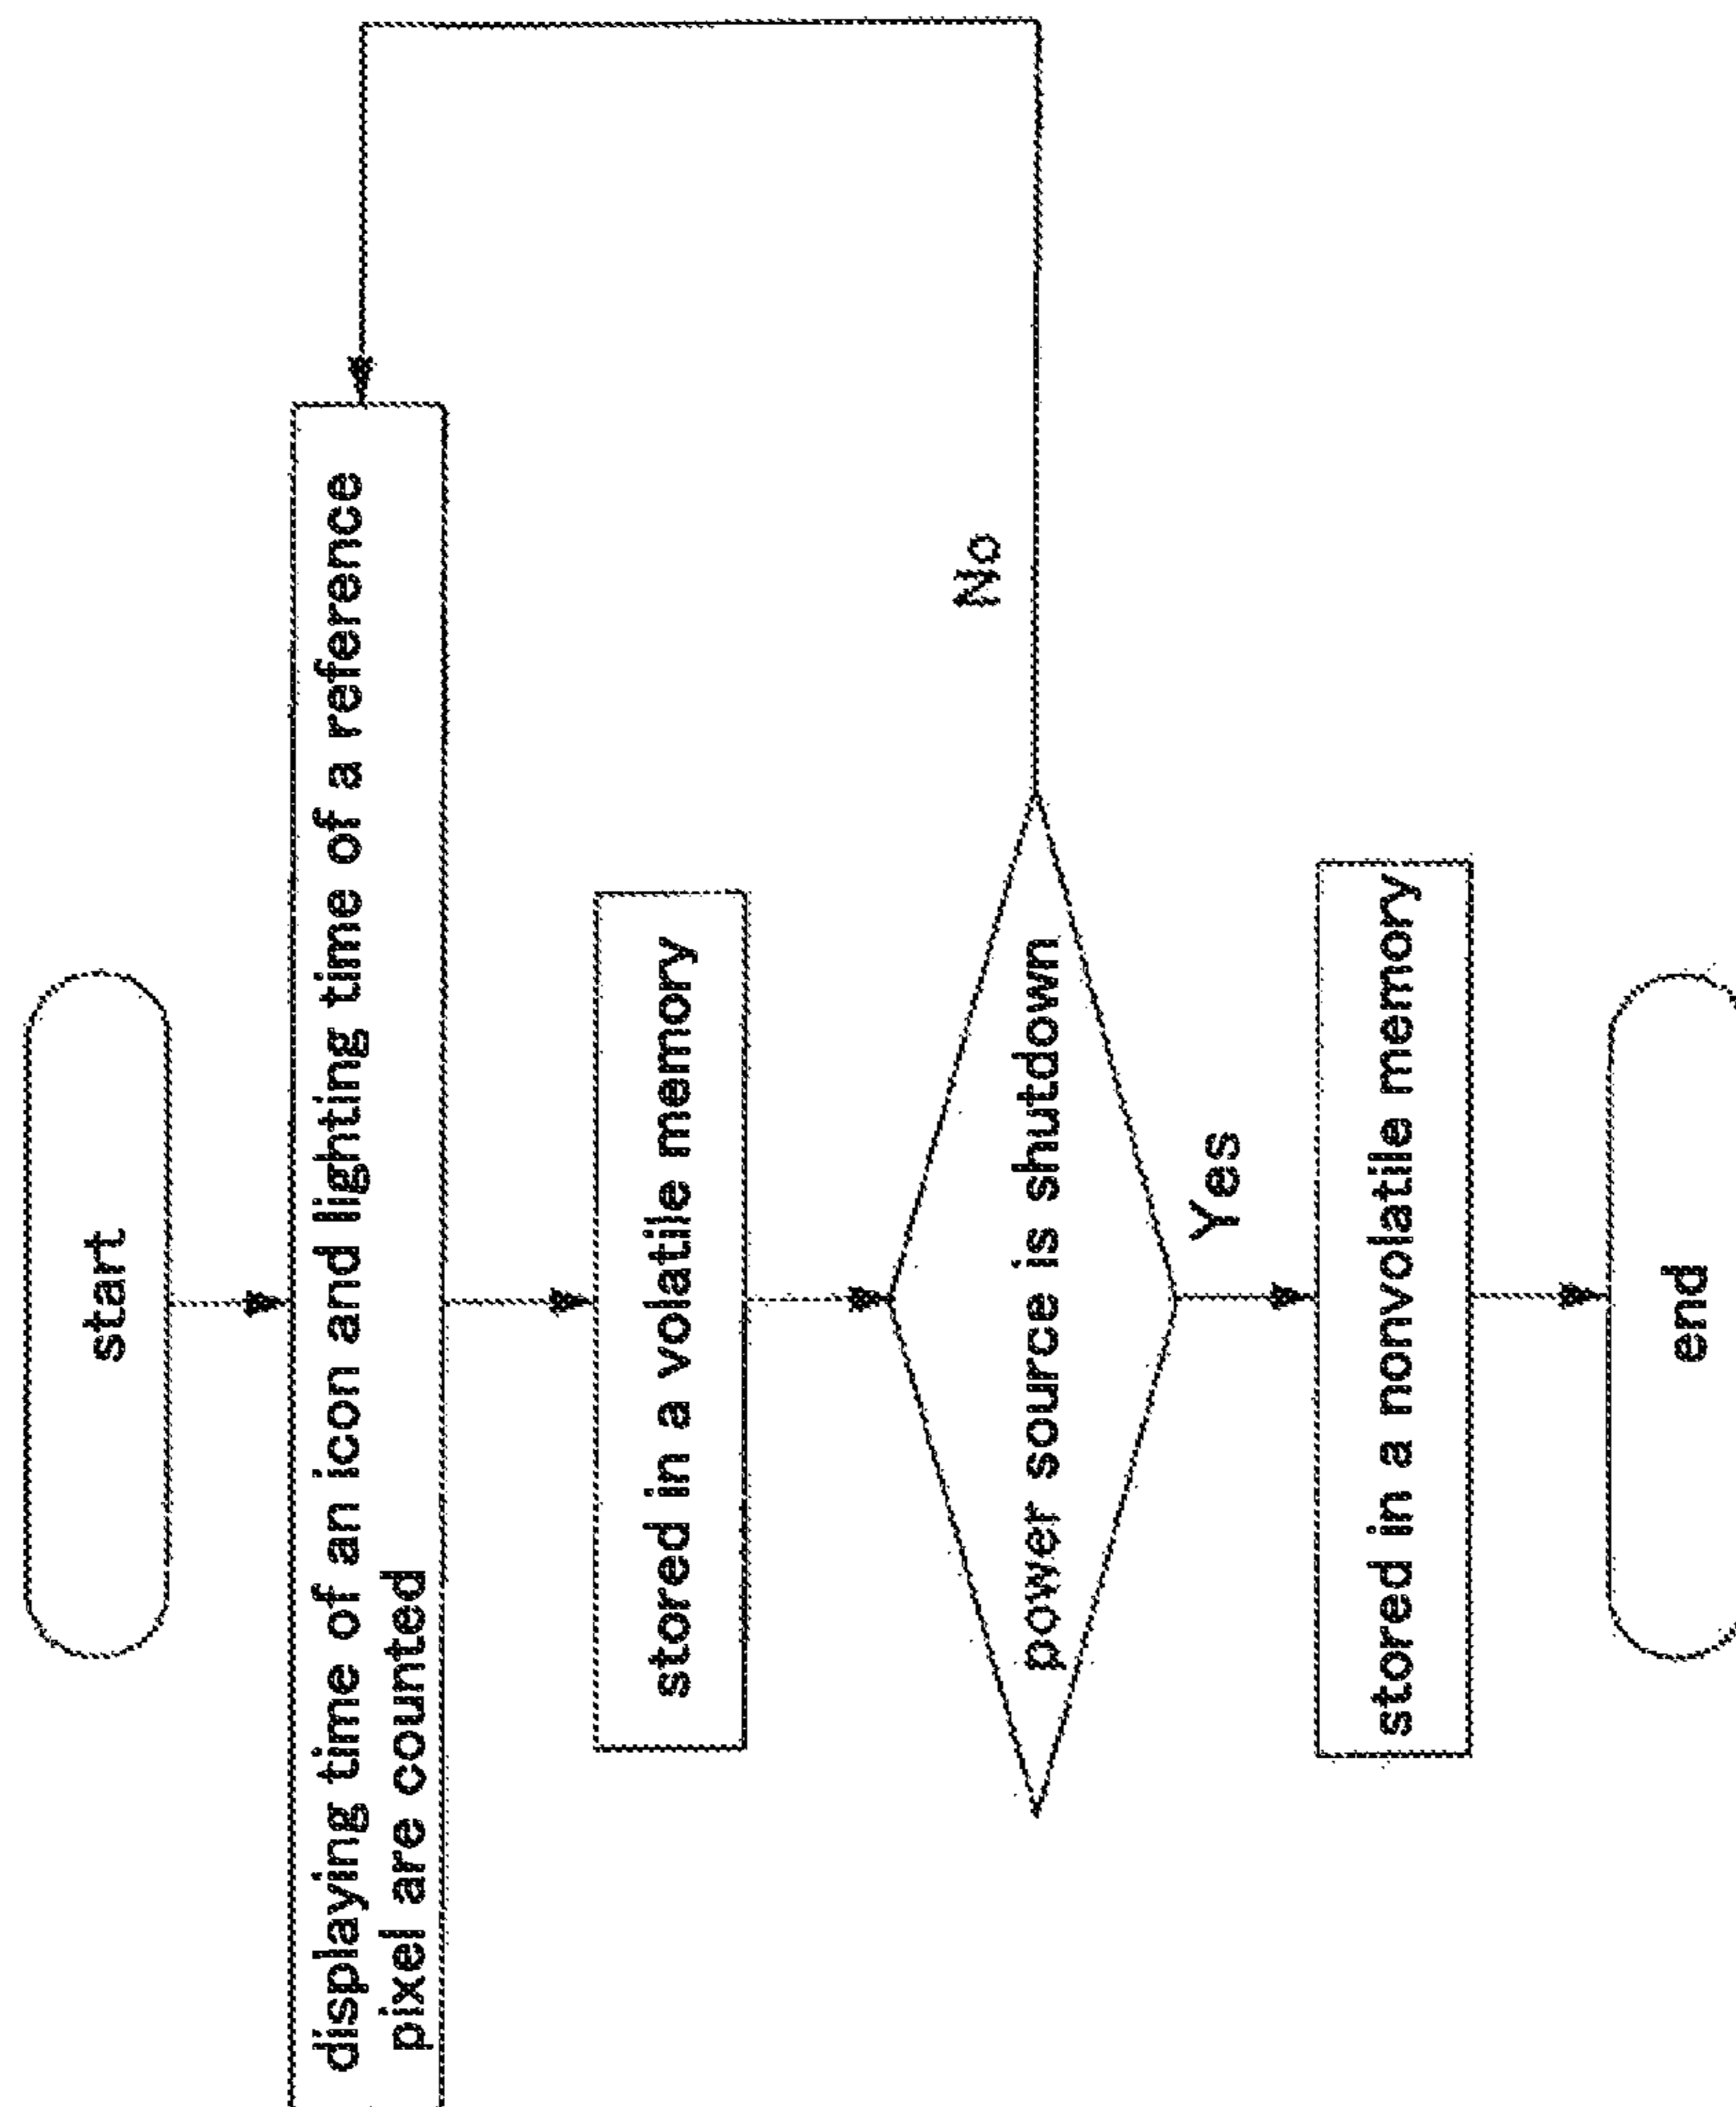 start
displaying time of an icon and lighting time of a reference
pixel are counted
stored in a volatile memory
power source is shutdown
No
Yes
stored in a nonvolatile memory
end